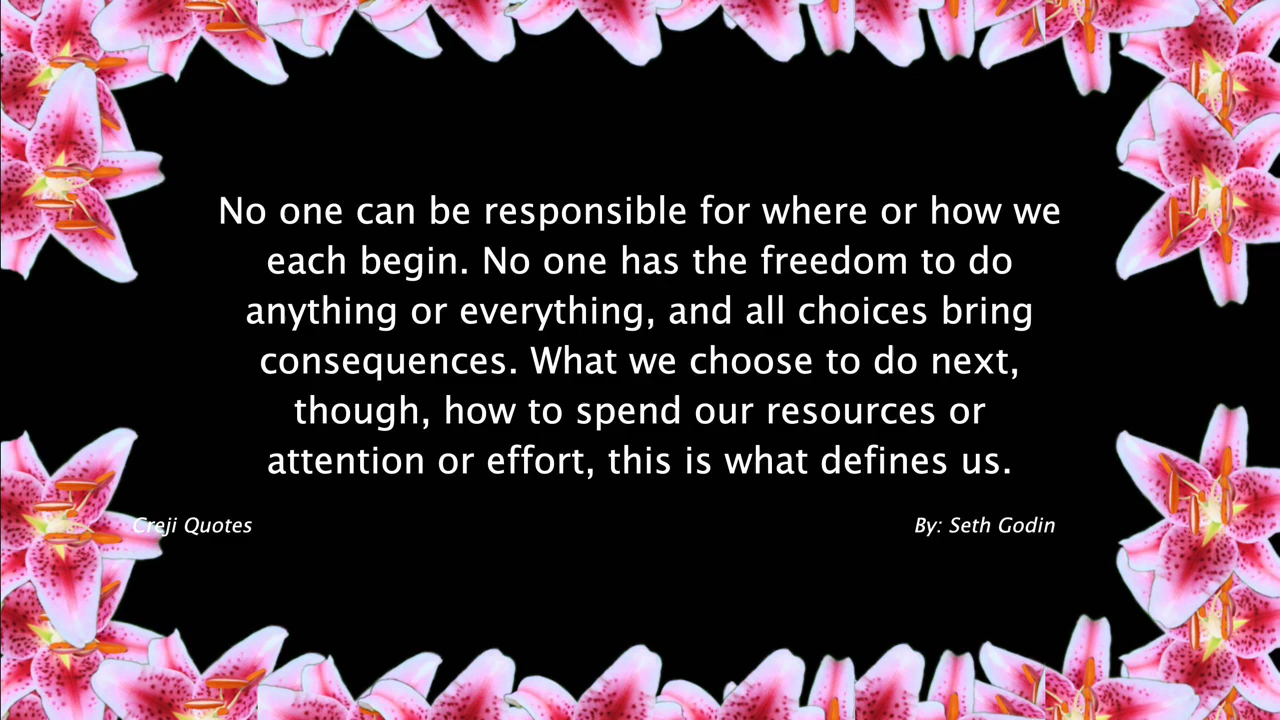 No one can be responsible for where or how we
each begin. No one has the freedom to do
anything or everything, and all choices bring
consequences. What we choose to do next,
though, how to spend our resources or
attention or effort, this is what defines us.
Creji Quotes
By: Seth Godin